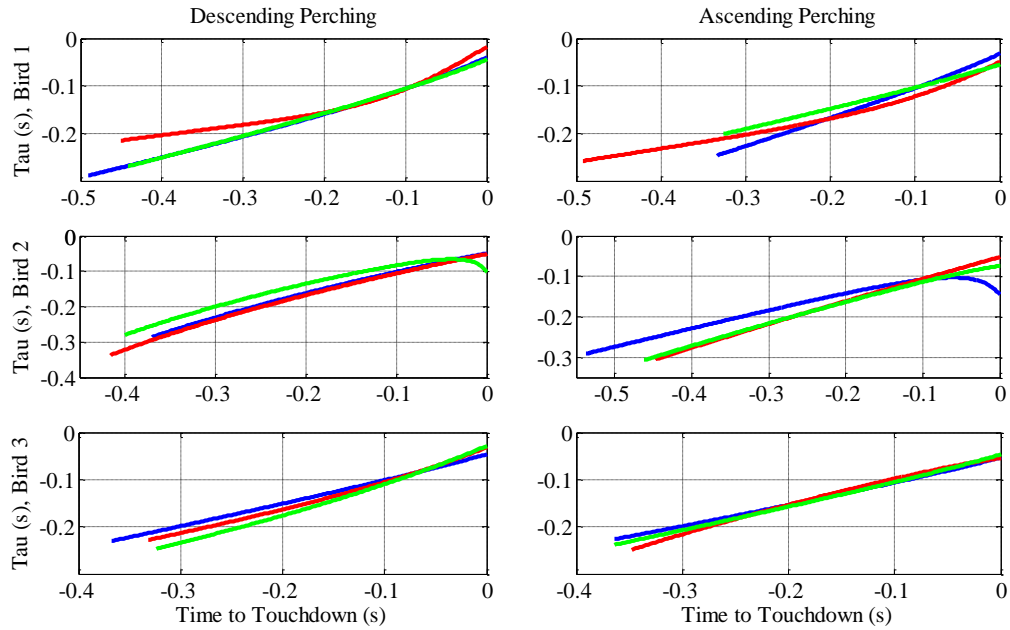 Descending Perching
Ascending Perching
Tau (s), Bird 1
0
-0.1
-0.2
-0.5 -0.4 -0.3 -0.2 -0.1 0
0
-0.1
-0.2
-0.5 -0.4 -0.3 -0.2 -0.1 0
Tau (s), Bird 2
0
-0.1
-0.2
-0.3
-0.4
-0.4 -0.3 -0.2 -0.1 0
0
-0.1
-0.2
-0.3
-0.5 -0.4 -0.3 -0.2 -0.1 0
Tau (s), Bird 3
0
-0.1
-0.2
-0.4 -0.3 -0.2 -0.1 0
Time to Touchdown (s)
0
-0.1
-0.2
-0.4 -0.3 -0.2 -0.1 0
Time to Touchdown (s)